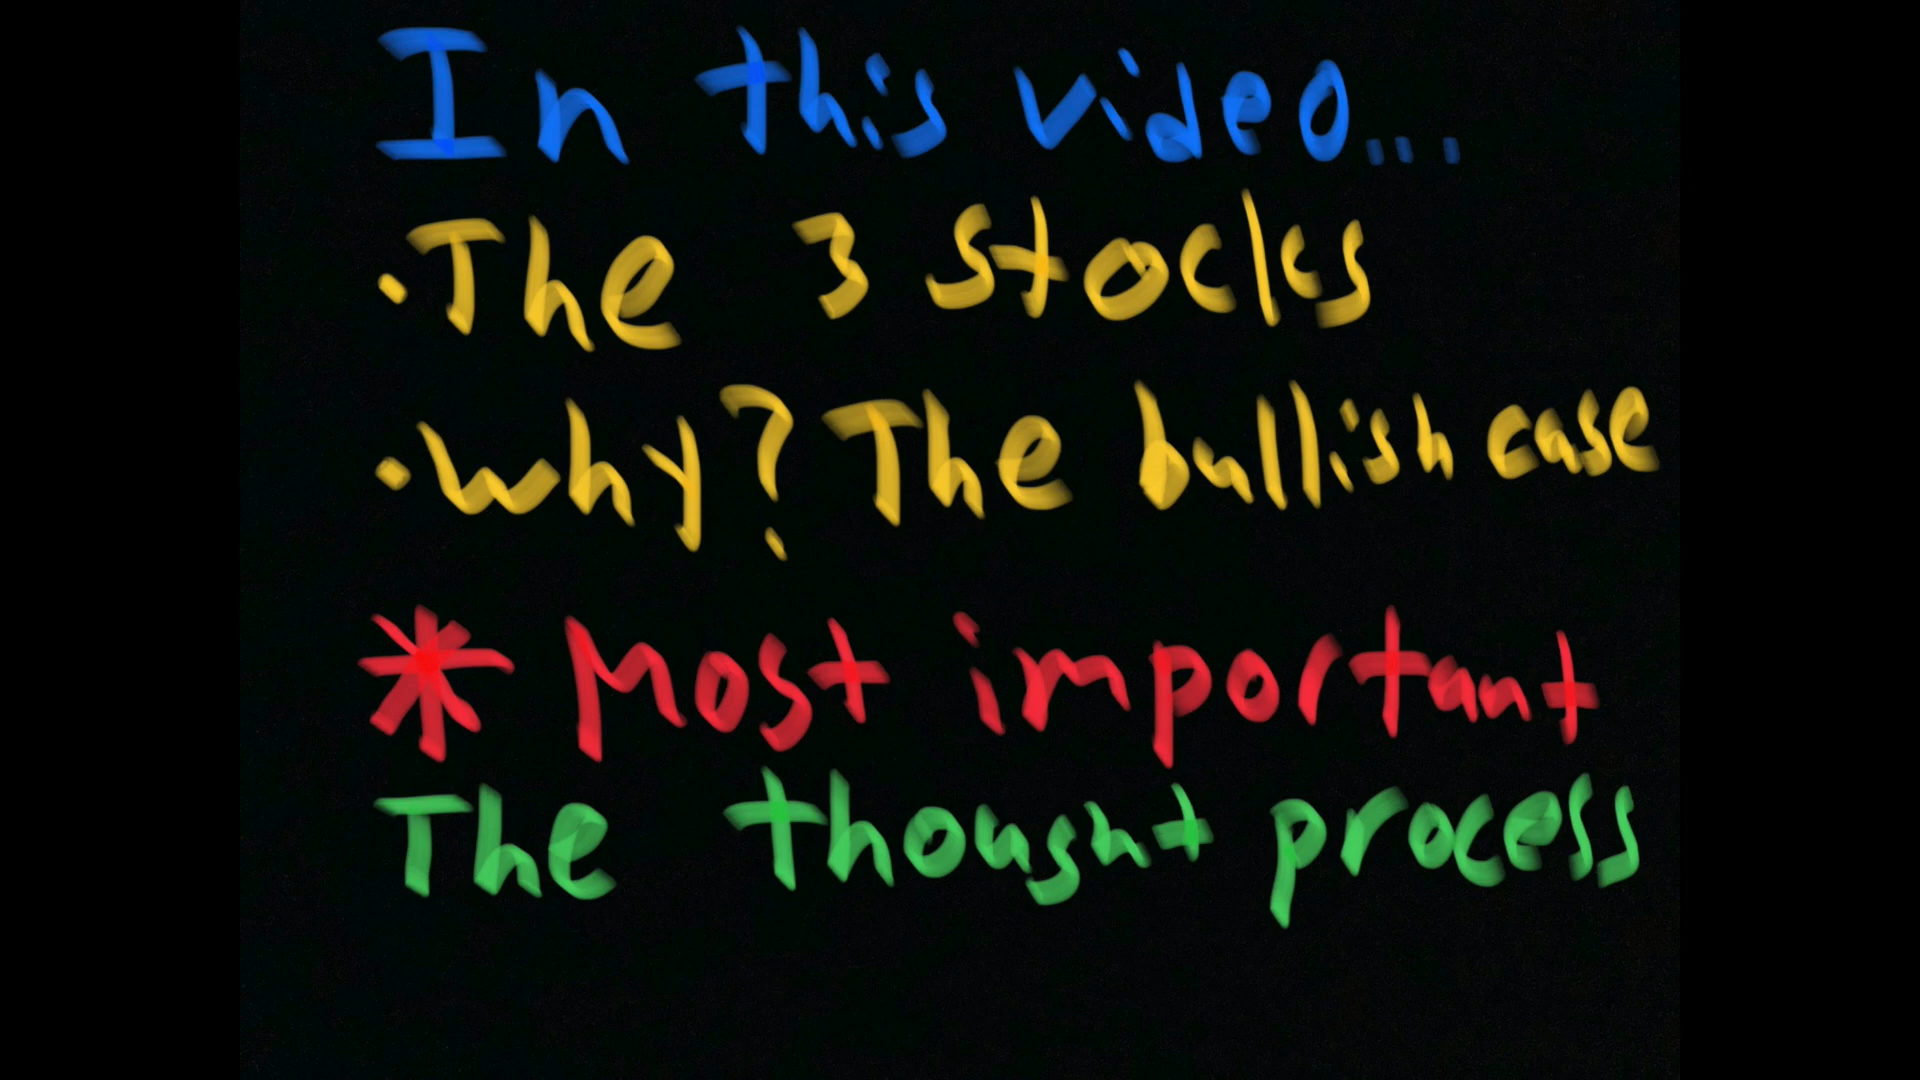 In this video...
•The 3 stocks
•why? The bullish case
* Most important
The thought process